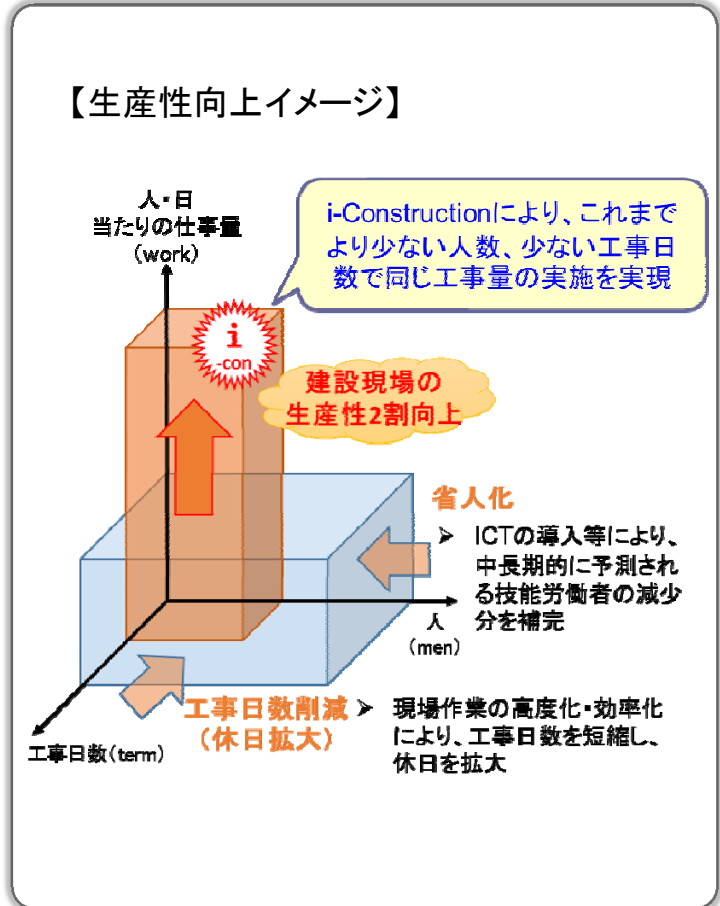 【生産性向上イメージ】
人・日
当たりの仕事量
(work)
i-Constructionにより、これまで
より少ない人数、少ない工事日
数で同じ工事量の実施を実現
i
-con
建設現場の
生産性2割向上
省人化
➢ ICTの導入等により、
中長期的に予測され
る技能労働者の減少
分を補完
人
(men)
工事日数削減
(休日拡大)
➢ 現場作業の高度化・効率化
により、工事日数を短縮し、
休日を拡大
工事日数(term)